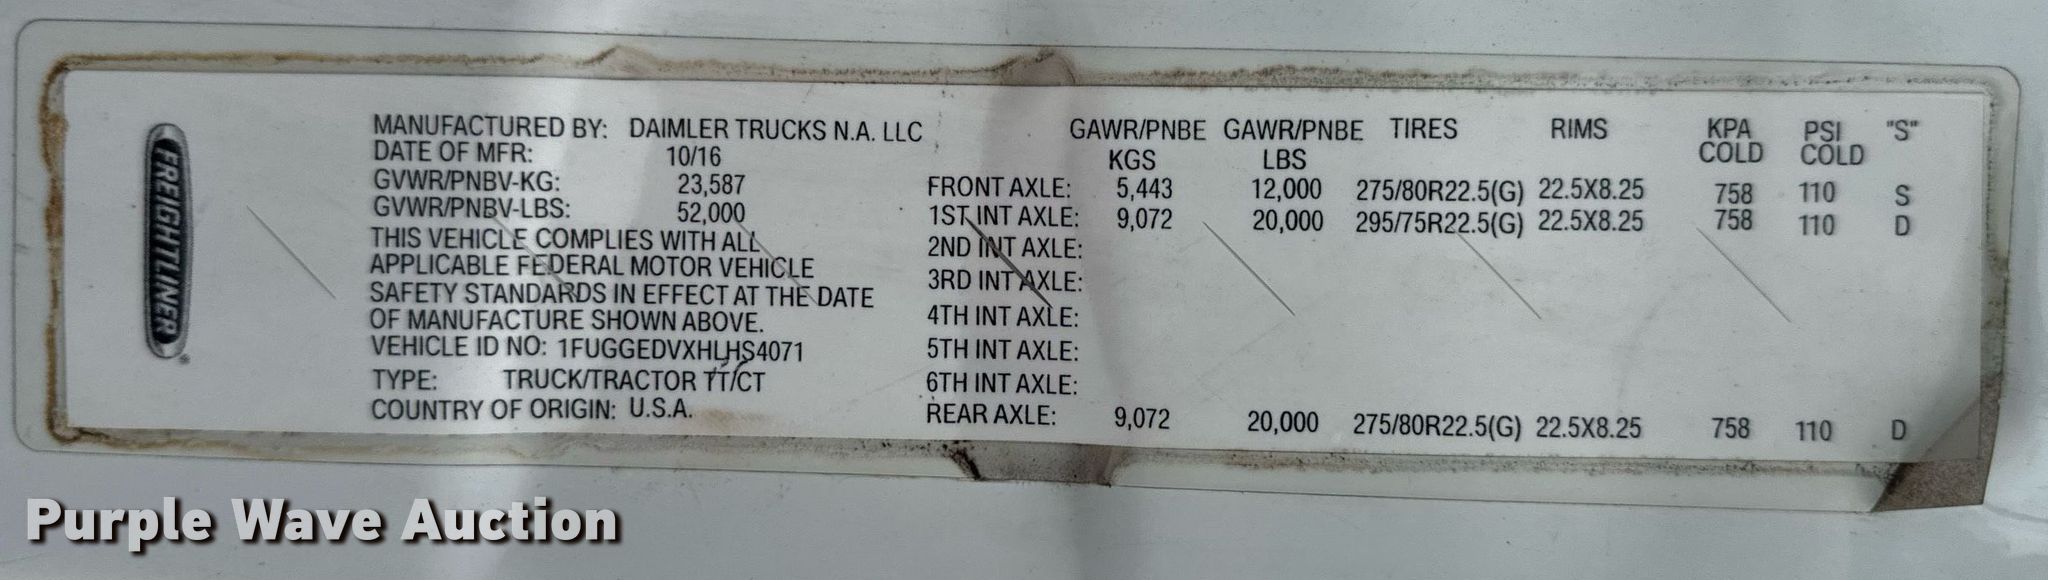 FREIGHTLINER
MANUFACTURED BY: DAIMLER TRUCKS N.A. LLC
DATE OF MFR: 10/16
GVWR/PNBV-KG: 23,587
GVWR/PNBV-LBS: 52,000
THIS VEHICLE COMPLIES WITH ALL
APPLICABLE FEDERAL MOTOR VEHICLE
SAFETY STANDARDS IN EFFECT AT THE DATE
OF MANUFACTURE SHOWN ABOVE.
VEHICLE ID NO: 1FUGGEDVXHLHS4071
TYPE: TRUCK/TRACTOR TT/CT
COUNTRY OF ORIGIN: U.S.A.
GAWR/PNBE GAWR/PNBE TIRES RIMS KPA PSI "S"
KGS LBS COLD COLD
FRONT AXLE: 5,443 12,000 275/80R22.5(G) 22.5X8.25 758 110 S
1ST INT AXLE: 9,072 20,000 295/75R22.5(G) 22.5X8.25 758 110 D
2ND INT AXLE:
3RD INT AXLE:
4TH INT AXLE:
5TH INT AXLE:
6TH INT AXLE:
REAR AXLE: 9,072 20,000 275/80R22.5(G) 22.5X8.25 758 110 D
Purple Wave Auction